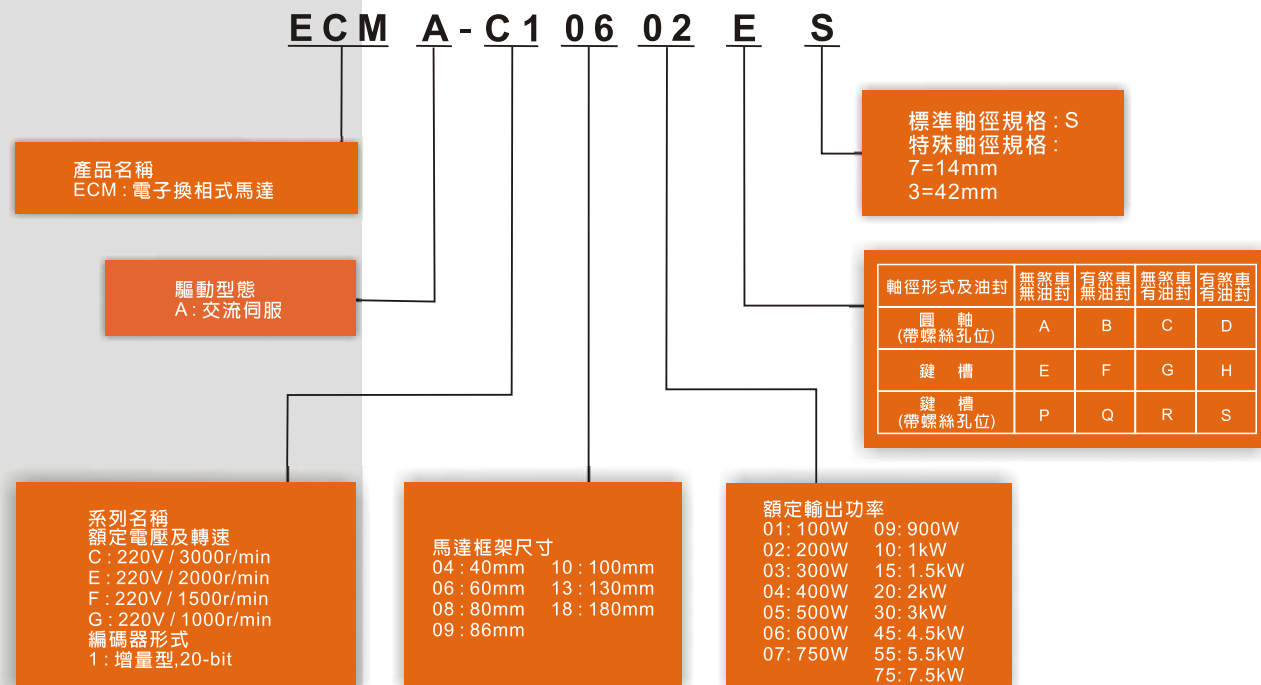 ECM A-C1 06 02 E S
標準軸徑規格:S
特殊軸徑規格:
7=14mm
3=42mm
產品名稱
ECM:電子換相式馬達
驅動型態
A:交流伺服
軸徑形式及油封 無煞車無油封 有煞車無油封 無煞車有油封 有煞車有油封
圓 軸(帶螺絲孔位) A B C D
鍵 槽 E F G H
鍵 槽(帶螺絲孔位) P Q R S
系列名稱
額定電壓及轉速
C:220V / 3000r/min
E:220V / 2000r/min
F:220V / 1500r/min
G:220V / 1000r/min
編碼器形式
1:增量型,20-bit
馬達框架尺寸
04:40mm 10:100mm
06:60mm 13:130mm
08:80mm 18:180mm
09:86mm
額定輸出功率
01:100W 09:900W
02:200W 10:1kW
03:300W 15:1.5kW
04:400W 20:2kW
05:500W 30:3kW
06:600W 45:4.5kW
07:750W 55:5.5kW
75:7.5kW